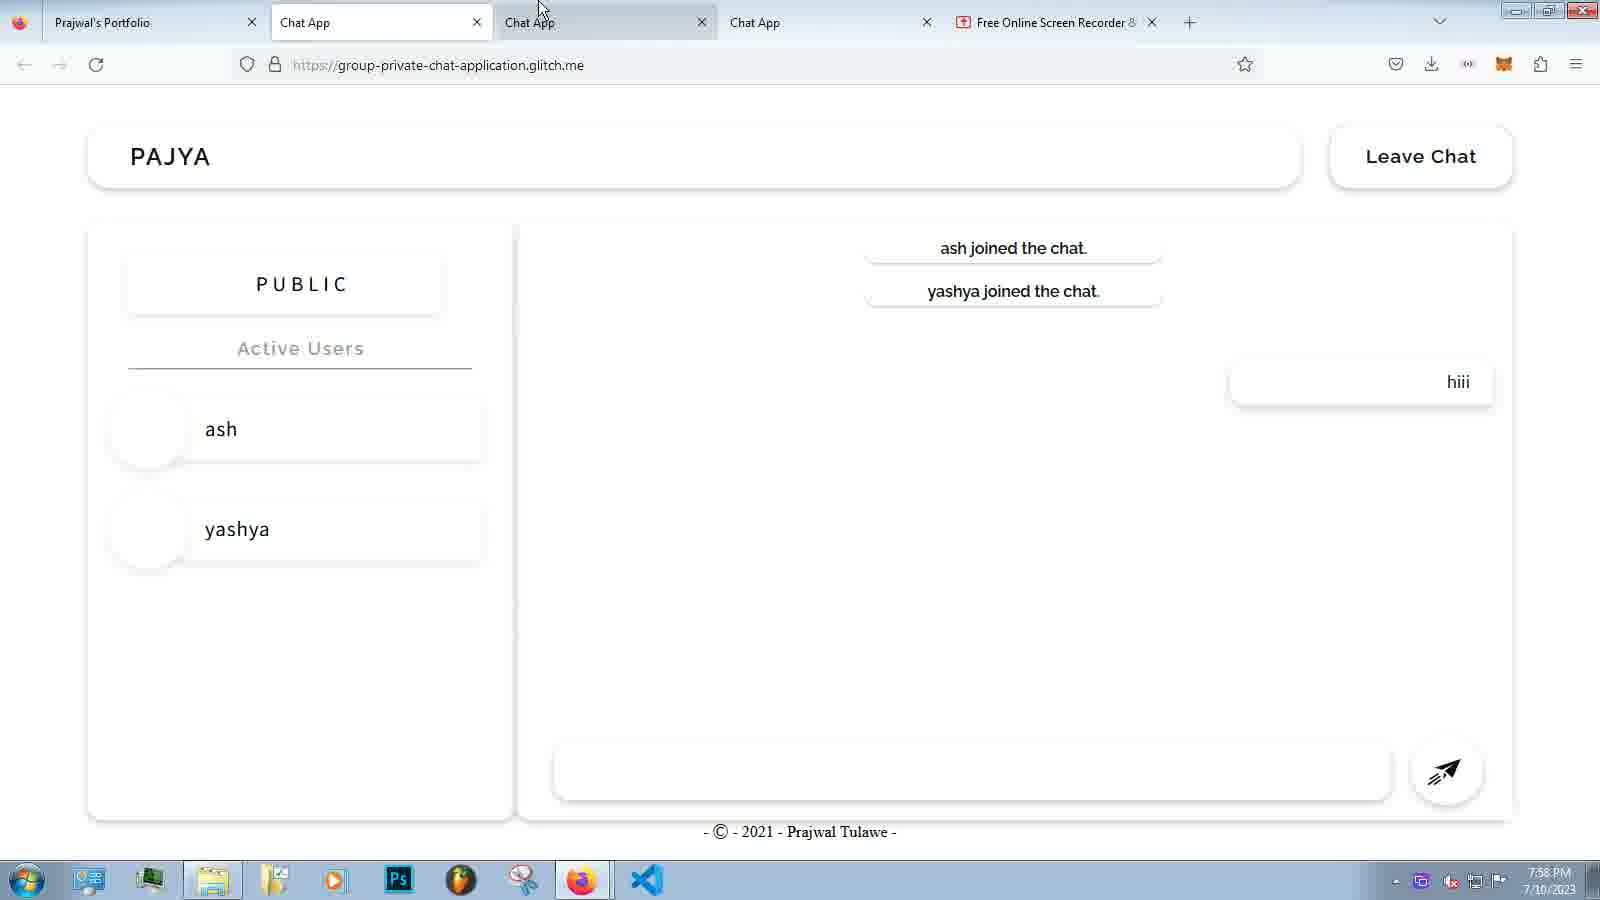 Prajwal's Portfolio
Chat App
Chat App
Chat App
Free Online Screen Recorder &
https://group-private-chat-application.glitch.me
PAJYA
Leave Chat
PUBLIC
Active Users
ash
yashya
ash joined the chat.
yashya joined the chat.
hiii
- © - 2021 - Prajwal Tulawe -
Ps
7:58 PM
7/10/2023